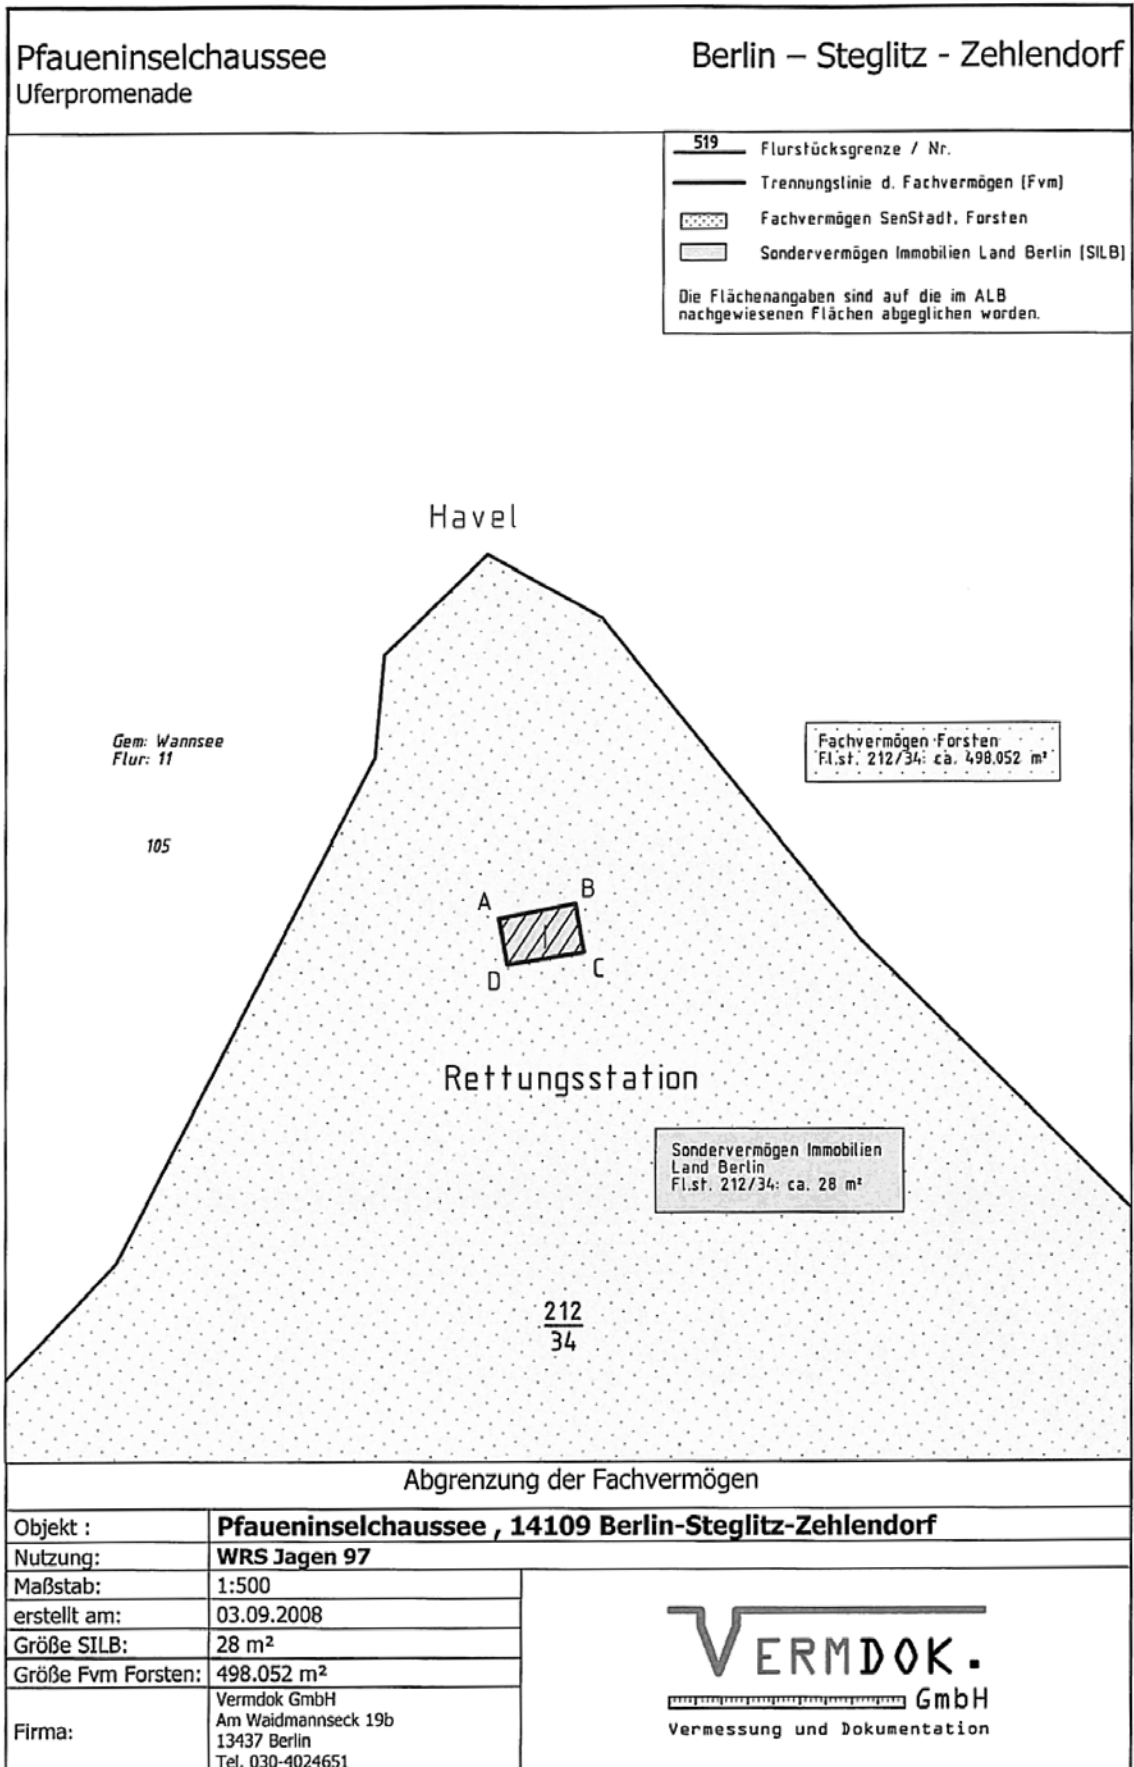 Pfaueninselchaussee
Uferpromenade
Berlin – Steglitz - Zehlendorf
519 Flurstücksgrenze / Nr.
Trennungslinie d. Fachvermögen (Fvm)
Fachvermögen SenStadt, Forsten
Sondervermögen Immobilien Land Berlin (SILB)
Die Flächenangaben sind auf die im ALB
nachgewiesenen Flächen abgeglichen worden.
Havel
Gem: Wannsee
Flur: 11
Fachvermögen Forsten
Fl.st. 212/34: ca. 498.052 m²
105
A
B
I
D
C
Rettungsstation
Sondervermögen Immobilien
Land Berlin
Fl.st. 212/34: ca. 28 m²
212
34
Abgrenzung der Fachvermögen
Objekt : Pfaueninselchaussee , 14109 Berlin-Steglitz-Zehlendorf
Nutzung: WRS Jagen 97
Maßstab: 1:500
erstellt am: 03.09.2008
Größe SILB: 28 m²
Größe Fvm Forsten: 498.052 m²
Firma:
Vermdok GmbH
Am Waidmannseck 19b
13437 Berlin
Tel. 030-4024651
VERMDOK.
GmbH
Vermessung und Dokumentation